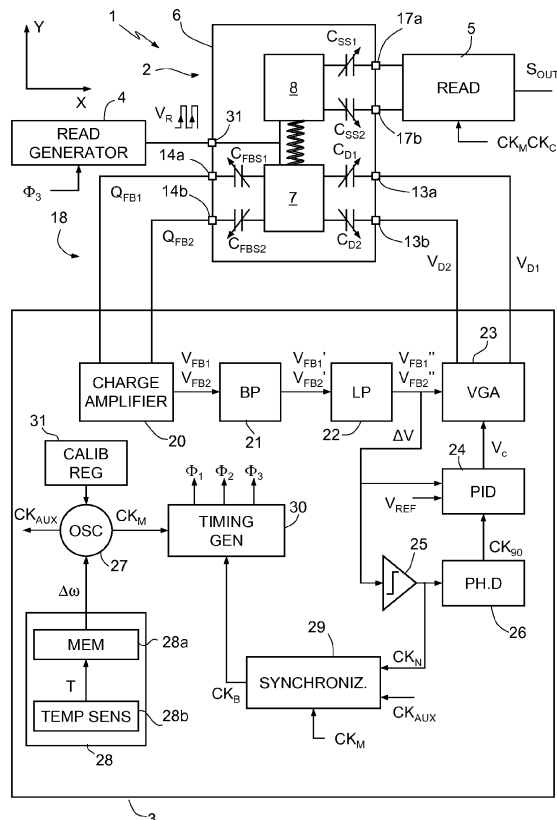 Y
1
6
17a
5
2
C_SS1
8
READ
S_OUT
X
4
V_R
31
C_SS2
17b
READ GENERATOR
CK_M CK_C
14a
C_FBS1
C_D1
Φ_3
14b
7
13a
Q_FB1
18
Q_FB2
C_FBS2
C_D2
13b
V_D2
V_D1
23
V_FB1
V_FB2
V_FB1'
V_FB2'
V_FB1''
V_FB2''
CHARGE AMPLIFIER
BP
LP
VGA
20
21
22
31
ΔV
24
V_c
CALIB REG
Φ_1
Φ_2
Φ_3
PID
V_REF
CK_AUX
OSC
CK_M
TIMING GEN
30
25
CK_90
27
PH.D
26
Δω
29
MEM
28a
CK_N
T
CK_B
SYNCHRONIZ.
TEMP SENS
28b
CK_AUX
28
CK_M
3